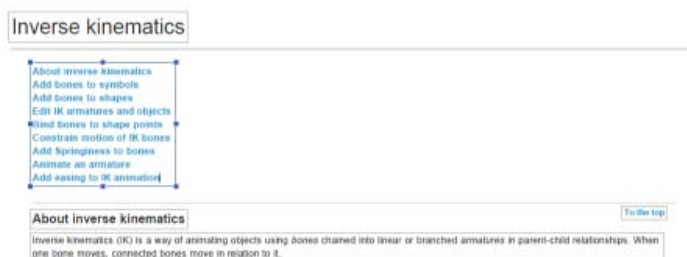 Inverse kinematics
About inverse kinematics
Add bones to symbols
Add bones to shapes
Edit IK armatures and objects
Bind bones to shape points
Constrain motion of IK bones
Add Springiness to bones
Animate an armature
Add easing to IK animation
To the top
About inverse kinematics
Inverse kinematics (IK) is a way of animating objects using bones chained into linear or branched armatures in parent-child relationships. When
one bone moves, connected bones move in relation to it.